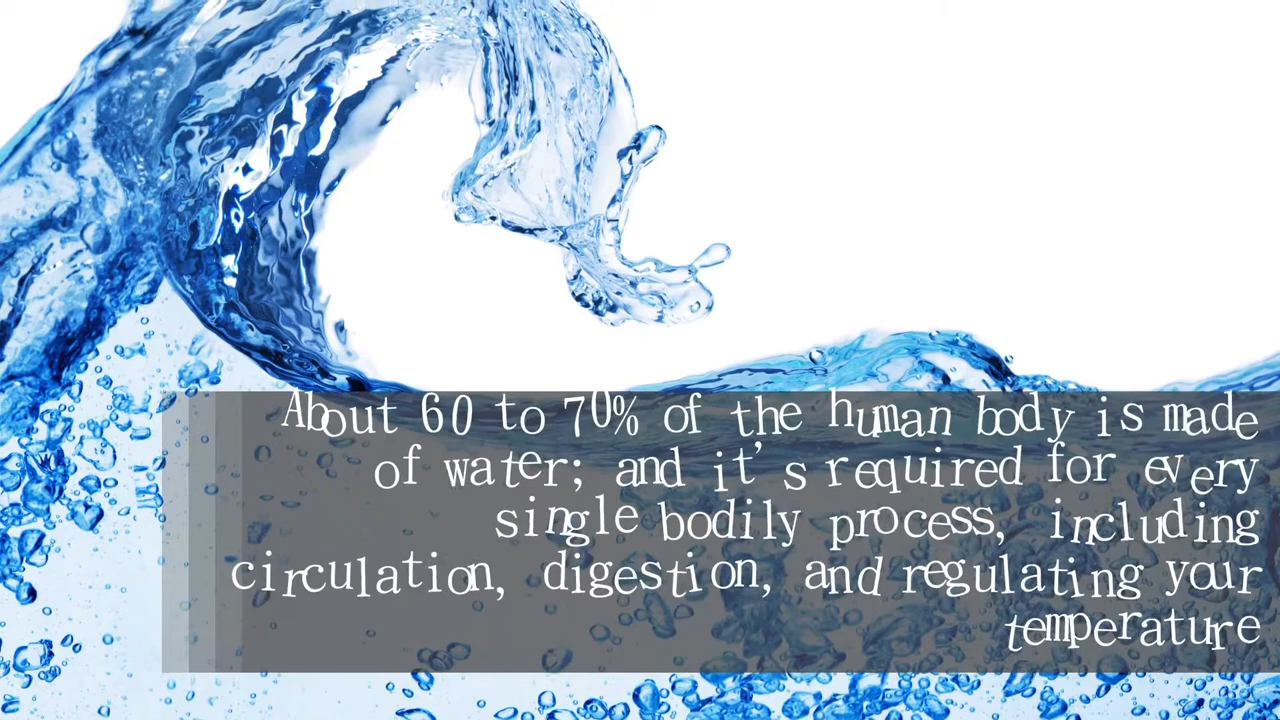 About 60 to 70% of the human body is made
of water; and it's required for every
single bodily process, including
circulation, digestion, and regulating your
temperature